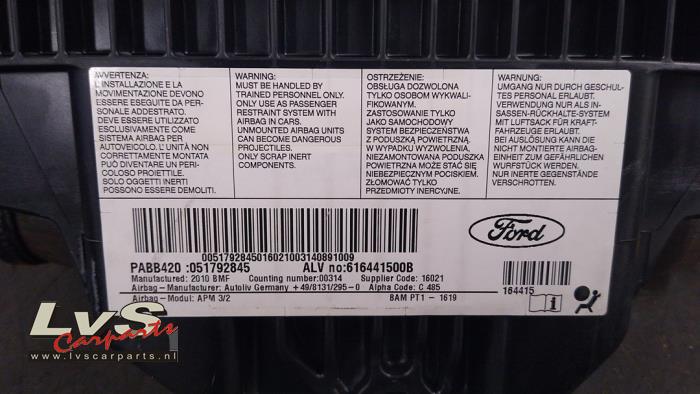 AVVERTENZA:
L'INSTALLAZIONE E LA
MOVIMENTAZIONE DEVONO
ESSERE ESEGUITE DA PER-
SONALE ADDESTRATO.
DEVE ESSERE UTILIZZATO
ESCLUSIVAMENTE COME
SISTEMA AIRBAG PER
AUTOVEICOLO. L' UNITÀ NON
CORRETTAMENTE MONTATA
PUÒ DIVENTARE UN PERI-
COLOSO PROIETTILE.
SOLO OGGETTI INERTI
POSSONO ESSERE DEMOLITI.
WARNING:
MUST BE HANDLED BY
TRAINED PERSONNEL ONLY.
ONLY USE AS PASSENGER
RESTRAINT SYSTEM WITH
AIRBAG IN CARS.
UNMOUNTED AIRBAG UNITS
CAN BECOME DANGEROUS
PROJECTILES.
ONLY SCRAP INERT
COMPONENTS.
OSTRZEŻENIE:
OBSŁUGA DOZWOLONA
TYLKO OSOBOM WYKWALI-
FIKOWANYM.
ZASTOSOWANIE TYLKO
JAKO SAMOCHODOWY
SYSTEM BEZPIECZEŃSTWA
Z PODUSZKĄ POWIETRZNĄ.
W WYPADKU WYZWOLENIA,
NIEZAMONTOWANA PODUSZKA
POWIETRZNA MOŻE STAĆ SIĘ
NIEBEZPIECZNYM POCISKIEM.
ZŁOMOWAĆ TYLKO
PRZEDMIOTY INERCYJNE.
WARNUNG:
UMGANG NUR DURCH GESCHUL-
TES PERSONAL ERLAUBT.
VERWENDUNG NUR ALS IN-
SASSEN-RÜCKHALTE-SYSTEM
MIT LUFTSACK FÜR KRAFT-
FAHRZEUGE ERLAUBT.
BEI AUSLÖSUNG KANN DIE
NICHT MONTIERTE AIRBAG-
EINHEIT ZUM GEFÄHRLICHEN
WURFSTÜCK WERDEN.
NUR INERTE GEGENSTÄNDE
VERSCHROTTEN.
00517928450160210031408 91009
PABB420 :051792845 ALV no:616441500B
Manufactured: 2010 BMF Counting number:00314 Supplier Code: 16021
Airbag - Manufacturer: Autoliv Germany +49/8131/295-0 Alpha Code: C 485
Airbag-Modul: APM 3/2 BAM PT1 - 1619
Ford
164415
LvS
Carparts
www.lvscarparts.nl